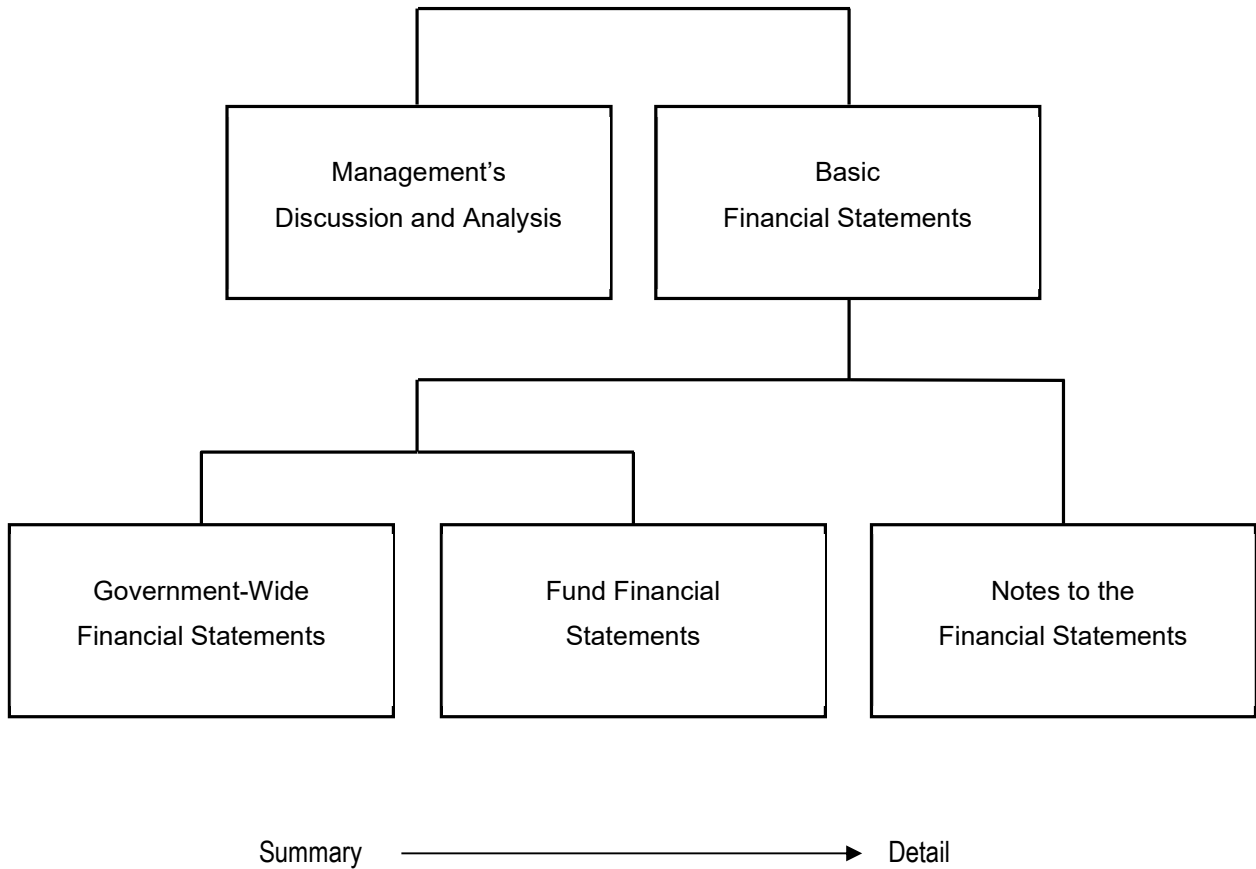 Management’s
Discussion and Analysis
Basic
Financial Statements
Government-Wide
Financial Statements
Fund Financial
Statements
Notes to the
Financial Statements
Summary
Detail